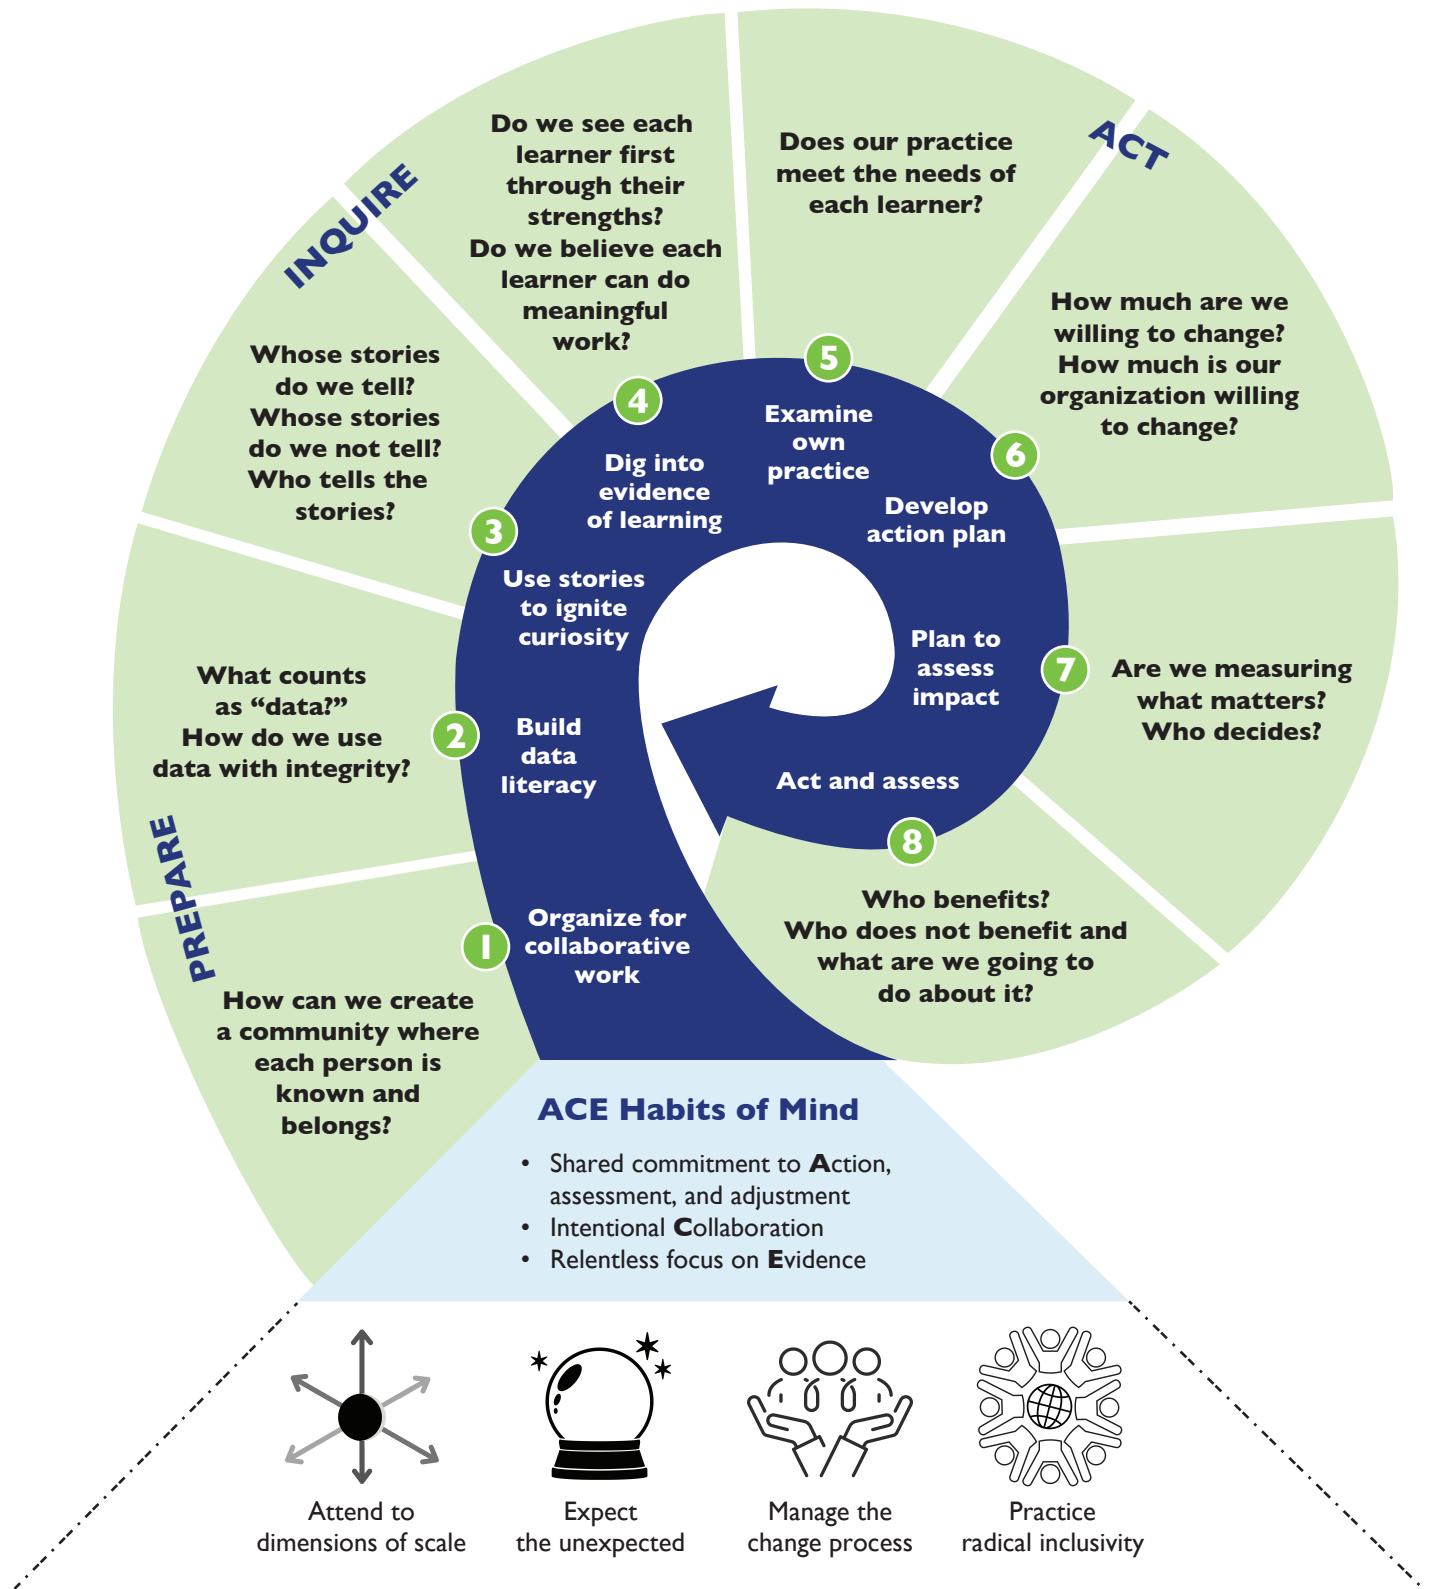 PREPARE
INQUIRE
ACT
1
Organize for
collaborative
work
How can we create
a community where
each person is
known and
belongs?
2
Build
data
literacy
What counts
as “data?”
How do we use
data with integrity?
3
Use stories
to ignite
curiosity
Whose stories
do we tell?
Whose stories
do we not tell?
Who tells the
stories?
4
Dig into
evidence
of learning
Do we see each
learner first
through their
strengths?
Do we believe each
learner can do
meaningful
work?
5
Examine
own
practice
Does our practice
meet the needs of
each learner?
6
Develop
action plan
How much are we
willing to change?
How much is our
organization willing
to change?
7
Plan to
assess
impact
Are we measuring
what matters?
Who decides?
8
Act and assess
Who benefits?
Who does not benefit and
what are we going to
do about it?
ACE Habits of Mind
• Shared commitment to Action,
assessment, and adjustment
• Intentional Collaboration
• Relentless focus on Evidence
Attend to
dimensions of scale
Expect
the unexpected
Manage the
change process
Practice
radical inclusivity